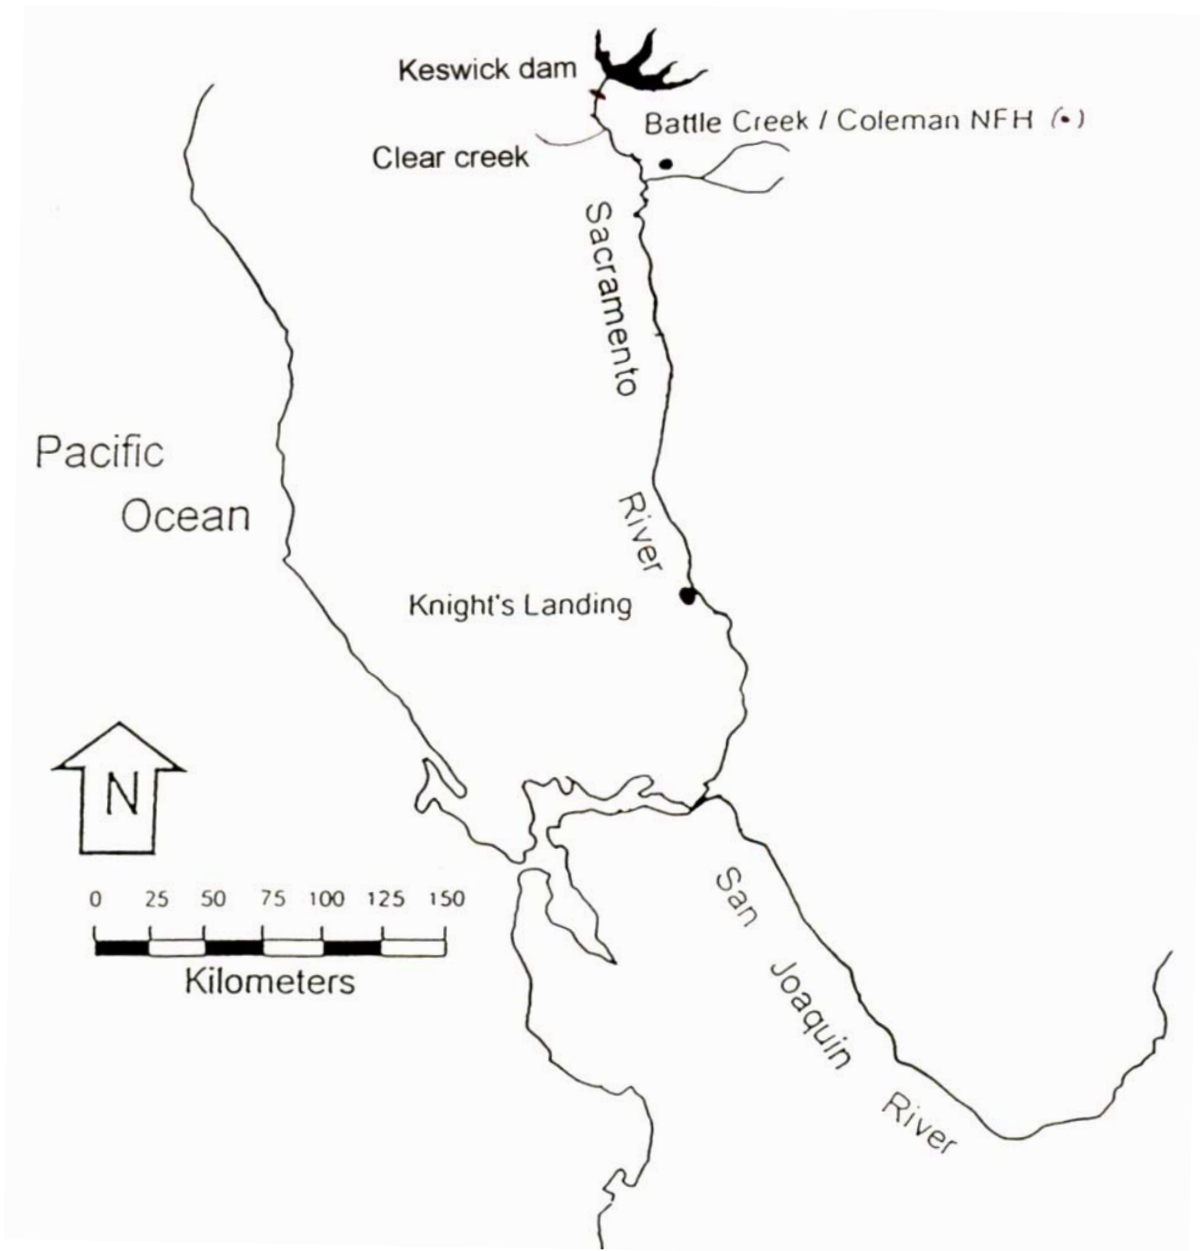 Keswick dam
Battle Creek / Coleman NFH (•)
Clear creek
Sacramento
River
Pacific
Ocean
Knight's Landing
N
0 25 50 75 100 125 150
Kilometers
San
Joaquin
River